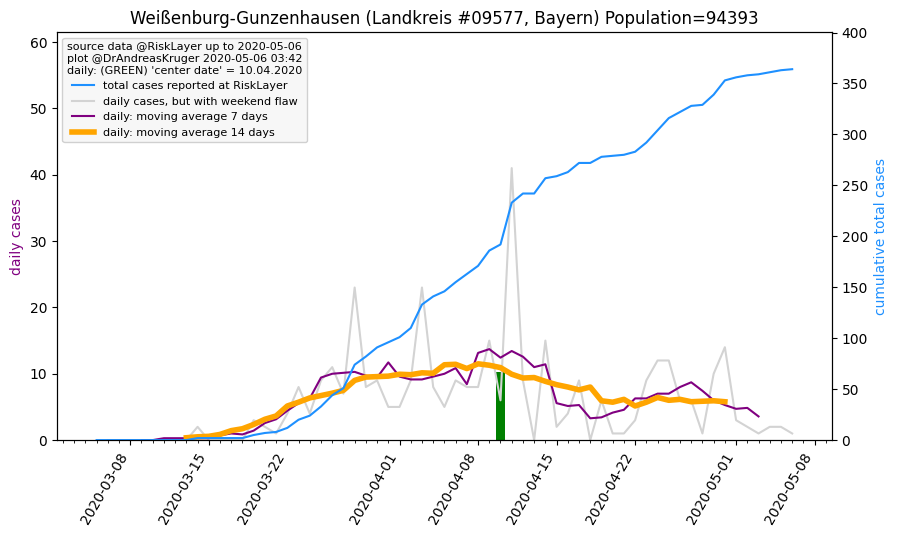 Weißenburg-Gunzenhausen (Landkreis #09577, Bayern) Population=94393
source data @RiskLayer up to 2020-05-06
plot @DrAndreasKruger 2020-05-06 03:42
daily: (GREEN) 'center date' = 10.04.2020
total cases reported at RiskLayer
daily cases, but with weekend flaw
daily: moving average 7 days
daily: moving average 14 days
daily cases
60
50
40
30
20
10
0
cumulative total cases
400
350
300
250
200
150
100
50
0
2020-03-08
2020-03-15
2020-03-22
2020-04-01
2020-04-08
2020-04-15
2020-04-22
2020-05-01
2020-05-08